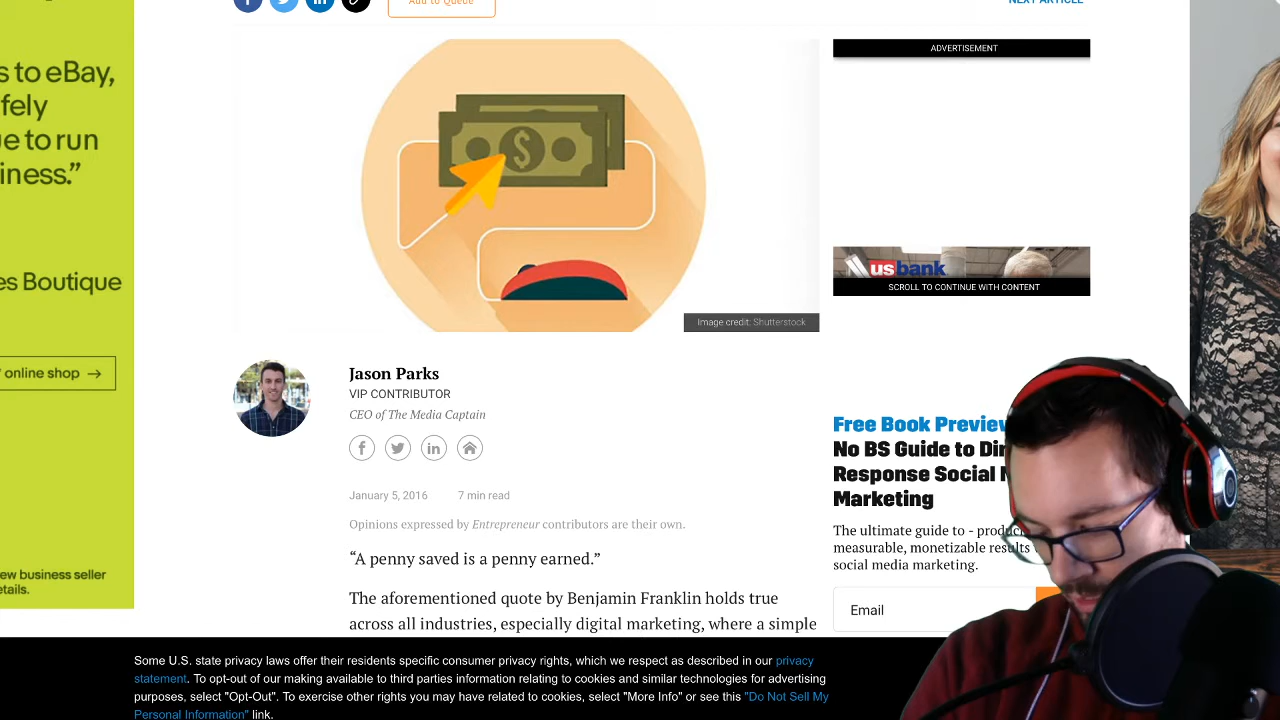 s to eBay,
fely
e to run
iness.”
es Boutique
online shop →
ew business seller
etails.
Add to Queue
NEXT ARTICLE
$
Image credit: Shutterstock
ADVERTISEMENT
usbank
SCROLL TO CONTINUE WITH CONTENT
Jason Parks
VIP CONTRIBUTOR
CEO of The Media Captain
January 5, 2016 7 min read
Opinions expressed by Entrepreneur contributors are their own.
“A penny saved is a penny earned.”
The aforementioned quote by Benjamin Franklin holds true
across all industries, especially digital marketing, where a simple
Free Book Preview
No BS Guide to Dir
Response Social M
Marketing
The ultimate guide to - produc
measurable, monetizable results
social media marketing.
Email
Some U.S. state privacy laws offer their residents specific consumer privacy rights, which we respect as described in our privacy
statement. To opt-out of our making available to third parties information relating to cookies and similar technologies for advertising
purposes, select "Opt-Out". To exercise other rights you may have related to cookies, select "More Info" or see this "Do Not Sell My
Personal Information" link.